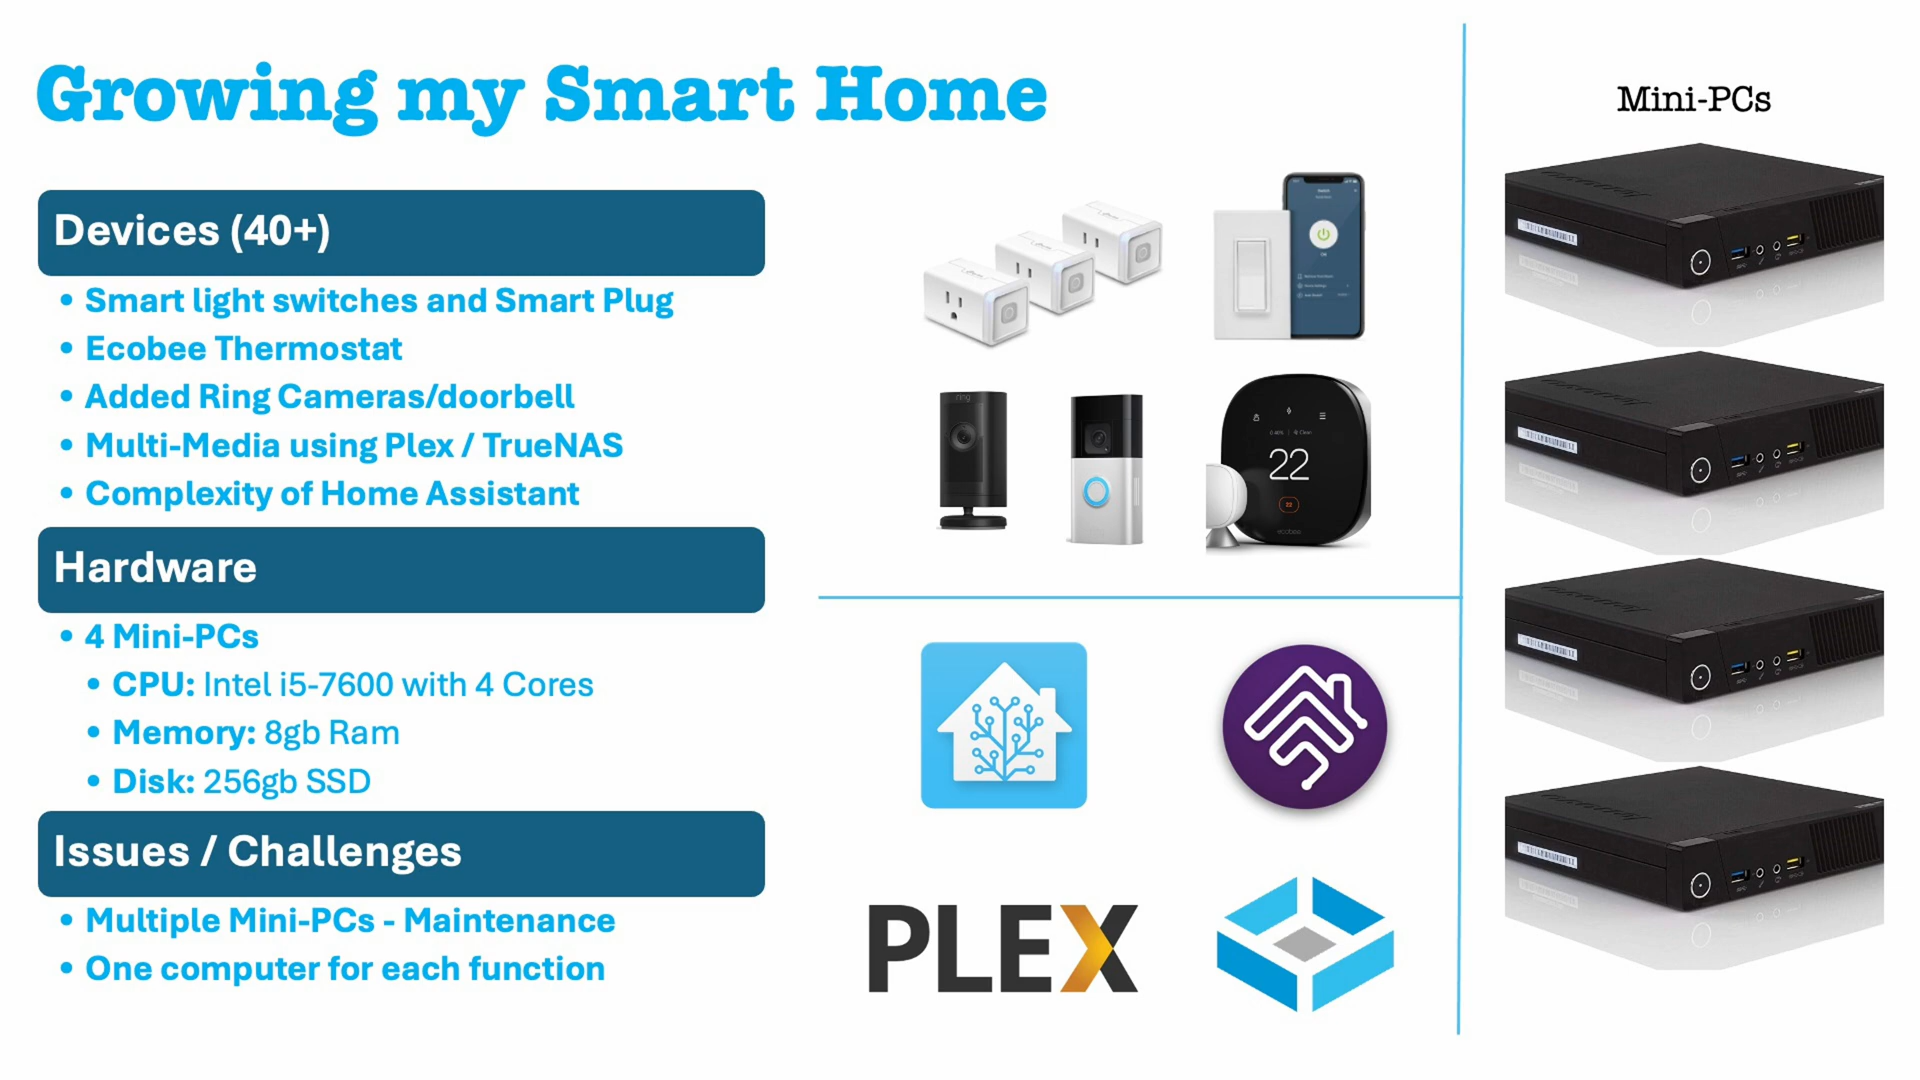 Growing my Smart Home
Devices (40+)
• Smart light switches and Smart Plug
• Ecobee Thermostat
• Added Ring Cameras/doorbell
• Multi-Media using Plex / TrueNAS
• Complexity of Home Assistant
Hardware
• 4 Mini-PCs
• CPU: Intel i5-7600 with 4 Cores
• Memory: 8gb Ram
• Disk: 256gb SSD
Issues / Challenges
• Multiple Mini-PCs - Maintenance
• One computer for each function
ring
22
ecobee
PLEX
Mini-PCs